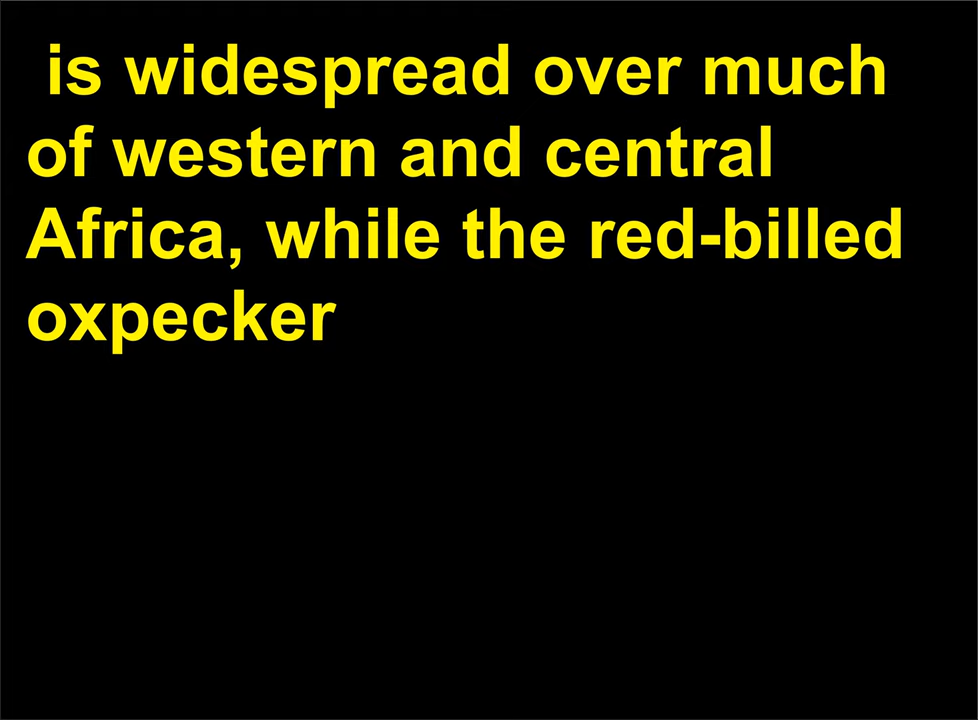 is widespread over much
of western and central
Africa, while the red-billed
oxpecker